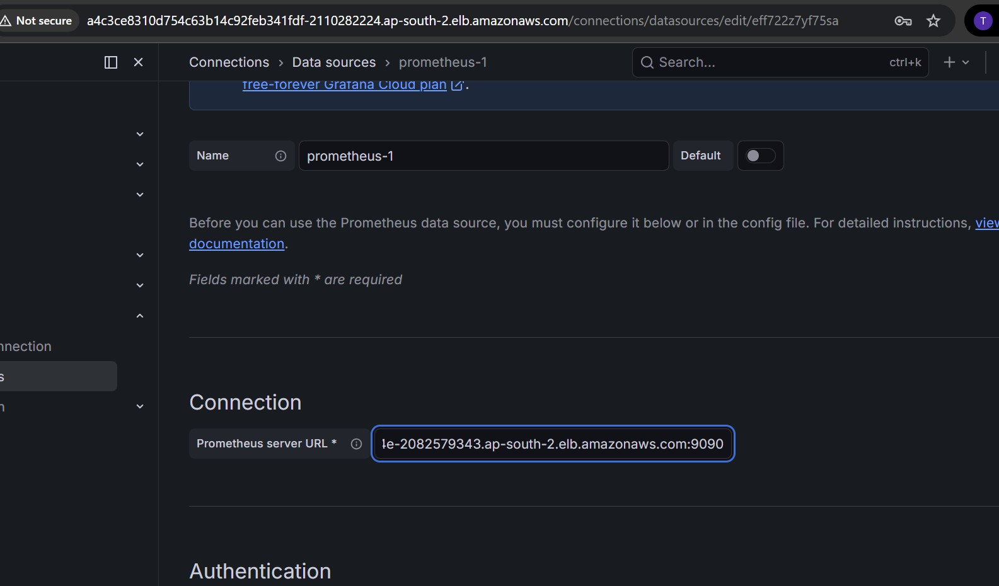 Not secure
a4c3ce8310d754c63b14c92feb341fdf-2110282224.ap-south-2.elb.amazonaws.com/connections/datasources/edit/eff722z7yf75sa
T
Connections › Data sources › prometheus-1
Search...
ctrl+k
free-forever Grafana Cloud plan.
Name
prometheus-1
Default
Before you can use the Prometheus data source, you must configure it below or in the config file. For detailed instructions, view
documentation.
Fields marked with * are required
nnection
s
n
Connection
Prometheus server URL *
e-2082579343.ap-south-2.elb.amazonaws.com:9090
Authentication